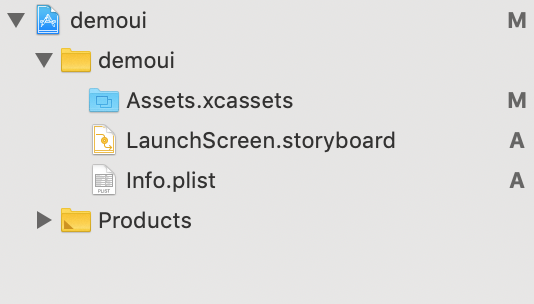 demoui M
demoui
Assets.xcassets M
LaunchScreen.storyboard A
PLIST Info.plist A
Products